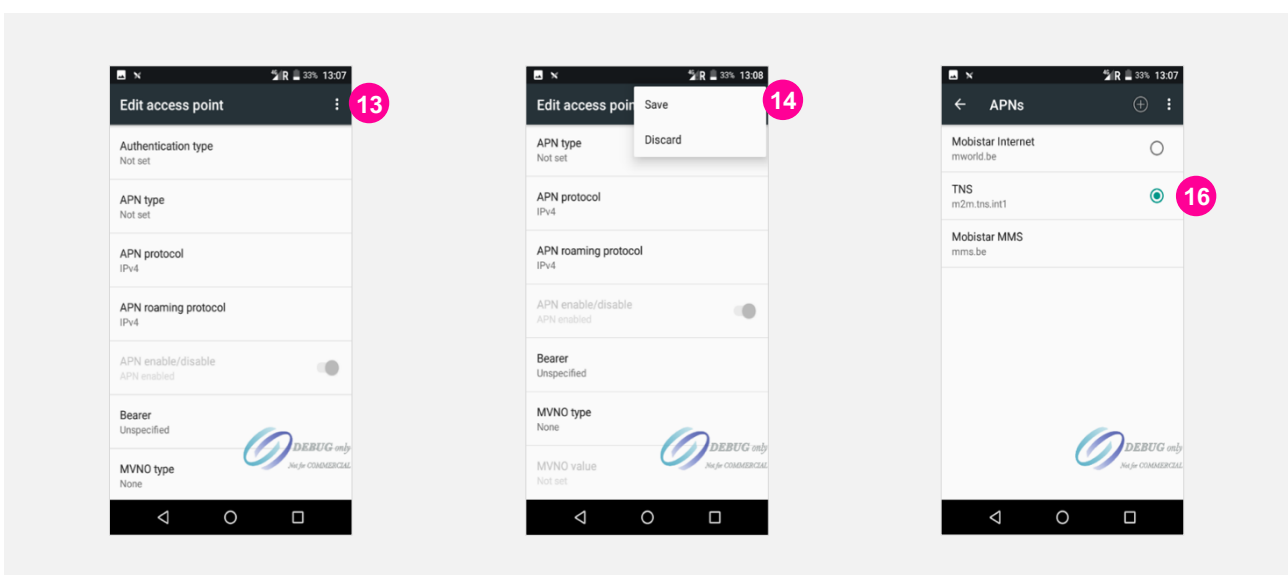 R 33% 13:07
Edit access point
13
Authentication type
Not set
APN type
Not set
APN protocol
IPv4
APN roaming protocol
IPv4
APN enable/disable
APN enabled
Bearer
Unspecified
MVNO type
None
DEBUG only
Not for COMMERCIAL
R 33% 13:08
Edit access poin
Save
Discard
14
APN type
Not set
APN protocol
IPv4
APN roaming protocol
IPv4
APN enable/disable
APN enabled
Bearer
Unspecified
MVNO type
None
MVNO value
Not set
DEBUG only
Not for COMMERCIAL
R 33% 13:07
APNs
Mobistar Internet
mworld.be
TNS
m2m.tns.int1
16
Mobistar MMS
mms.be
DEBUG only
Not for COMMERCIAL